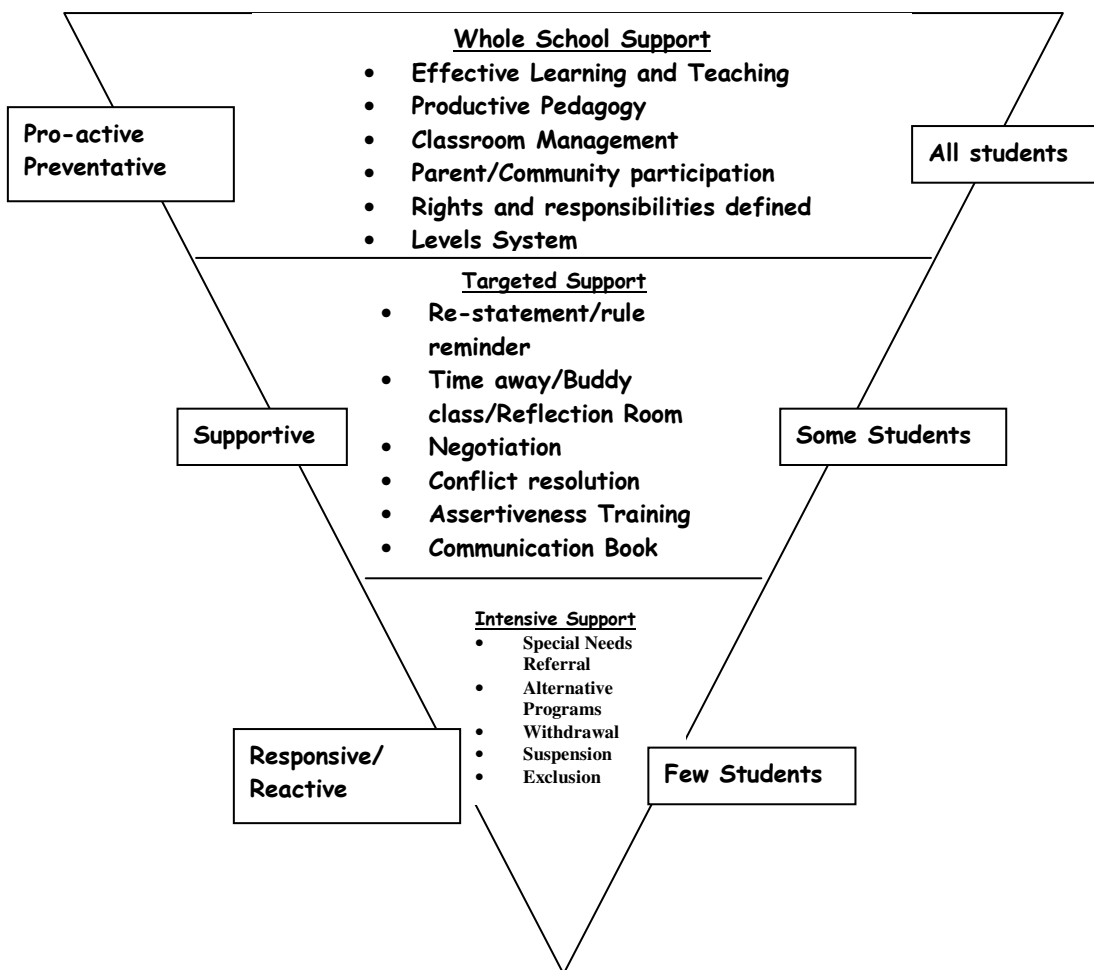 Whole School Support
• Effective Learning and Teaching
• Productive Pedagogy
• Classroom Management
• Parent/Community participation
• Rights and responsibilities defined
• Levels System
Pro-active
Preventative
All students
Targeted Support
• Re-statement/rule
reminder
• Time away/Buddy
class/Reflection Room
• Negotiation
• Conflict resolution
• Assertiveness Training
• Communication Book
Supportive
Some Students
Intensive Support
• Special Needs
Referral
• Alternative
Programs
• Withdrawal
• Suspension
• Exclusion
Responsive/
Reactive
Few Students